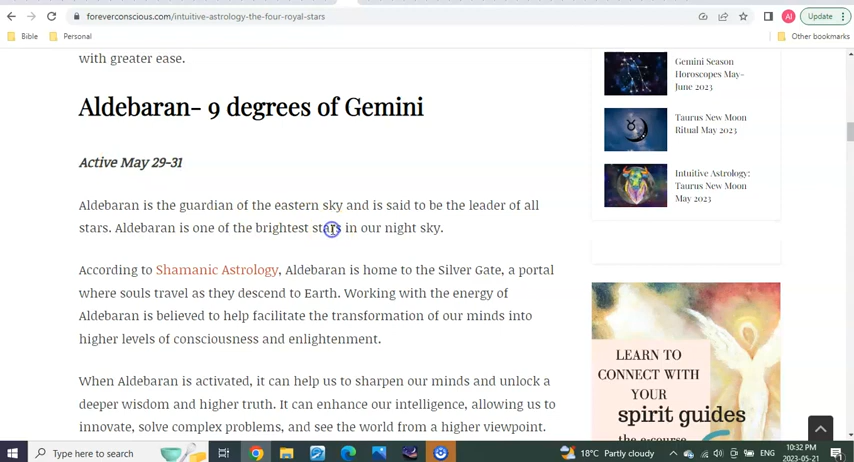 foreverconscious.com/intuitive-astrology-the-four-royal-stars
AI
Update
Bible
Personal
Other bookmarks
with greater ease.
Aldebaran- 9 degrees of Gemini
Active May 29-31
Aldebaran is the guardian of the eastern sky and is said to be the leader of all
stars. Aldebaran is one of the brightest stars in our night sky.
According to Shamanic Astrology, Aldebaran is home to the Silver Gate, a portal
where souls travel as they descend to Earth. Working with the energy of
Aldebaran is believed to help facilitate the transformation of our minds into
higher levels of consciousness and enlightenment.
When Aldebaran is activated, it can help us to sharpen our minds and unlock a
deeper wisdom and higher truth. It can enhance our intelligence, allowing us to
innovate, solve complex problems, and see the world from a higher viewpoint.
Gemini Season
Horoscopes May-
June 2023
Taurus New Moon
Ritual May 2023
Intuitive Astrology:
Taurus New Moon
May 2023
LEARN TO
CONNECT WITH
YOUR
spirit guides
the e-course
Type here to search
18°C Partly cloudy
ENG
10:32 PM
2023-05-21